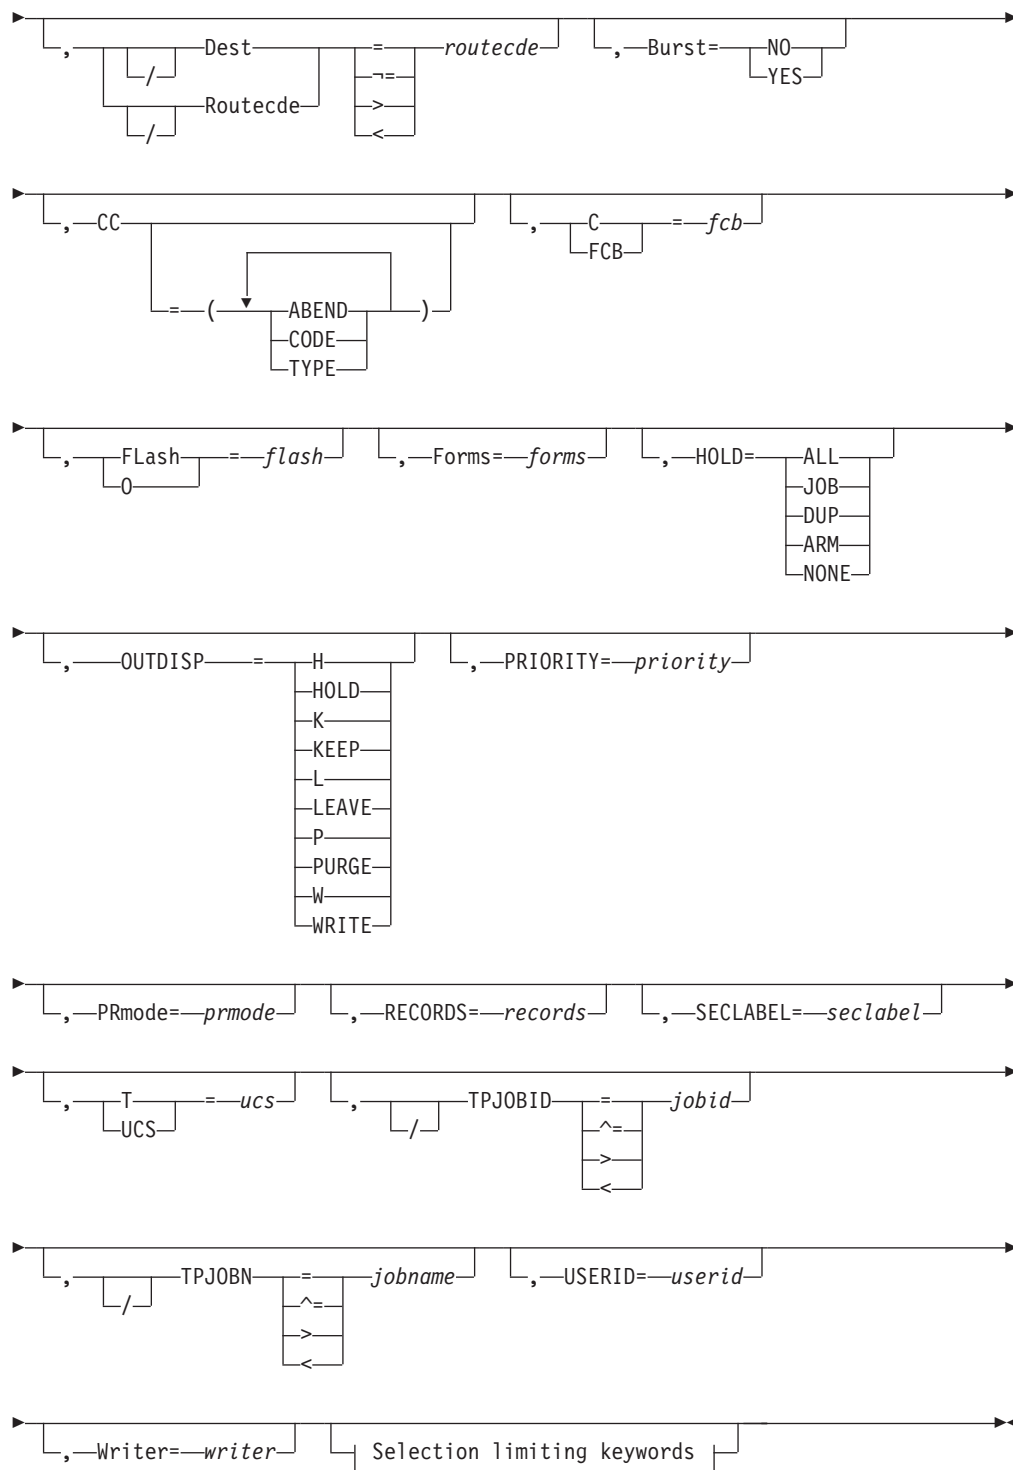 , / Dest = routecde , Burst= NO
¬= YES
/ Routecde >
<
, CC , C = fcb
FCB
= ( ABEND )
CODE
TYPE
, FLash = flash , Forms= forms , HOLD= ALL
O JOB
DUP
ARM
NONE
, OUTDISP = H , PRIORITY= priority
HOLD
K
KEEP
L
LEAVE
P
PURGE
W
WRITE
, PRmode= prmode , RECORDS= records , SECLABEL= seclabel
, T = ucs , / TPJOBID = jobid
UCS ^=
>
<
, / TPJOBN = jobname , USERID= userid
^=
>
<
, Writer= writer Selection limiting keywords